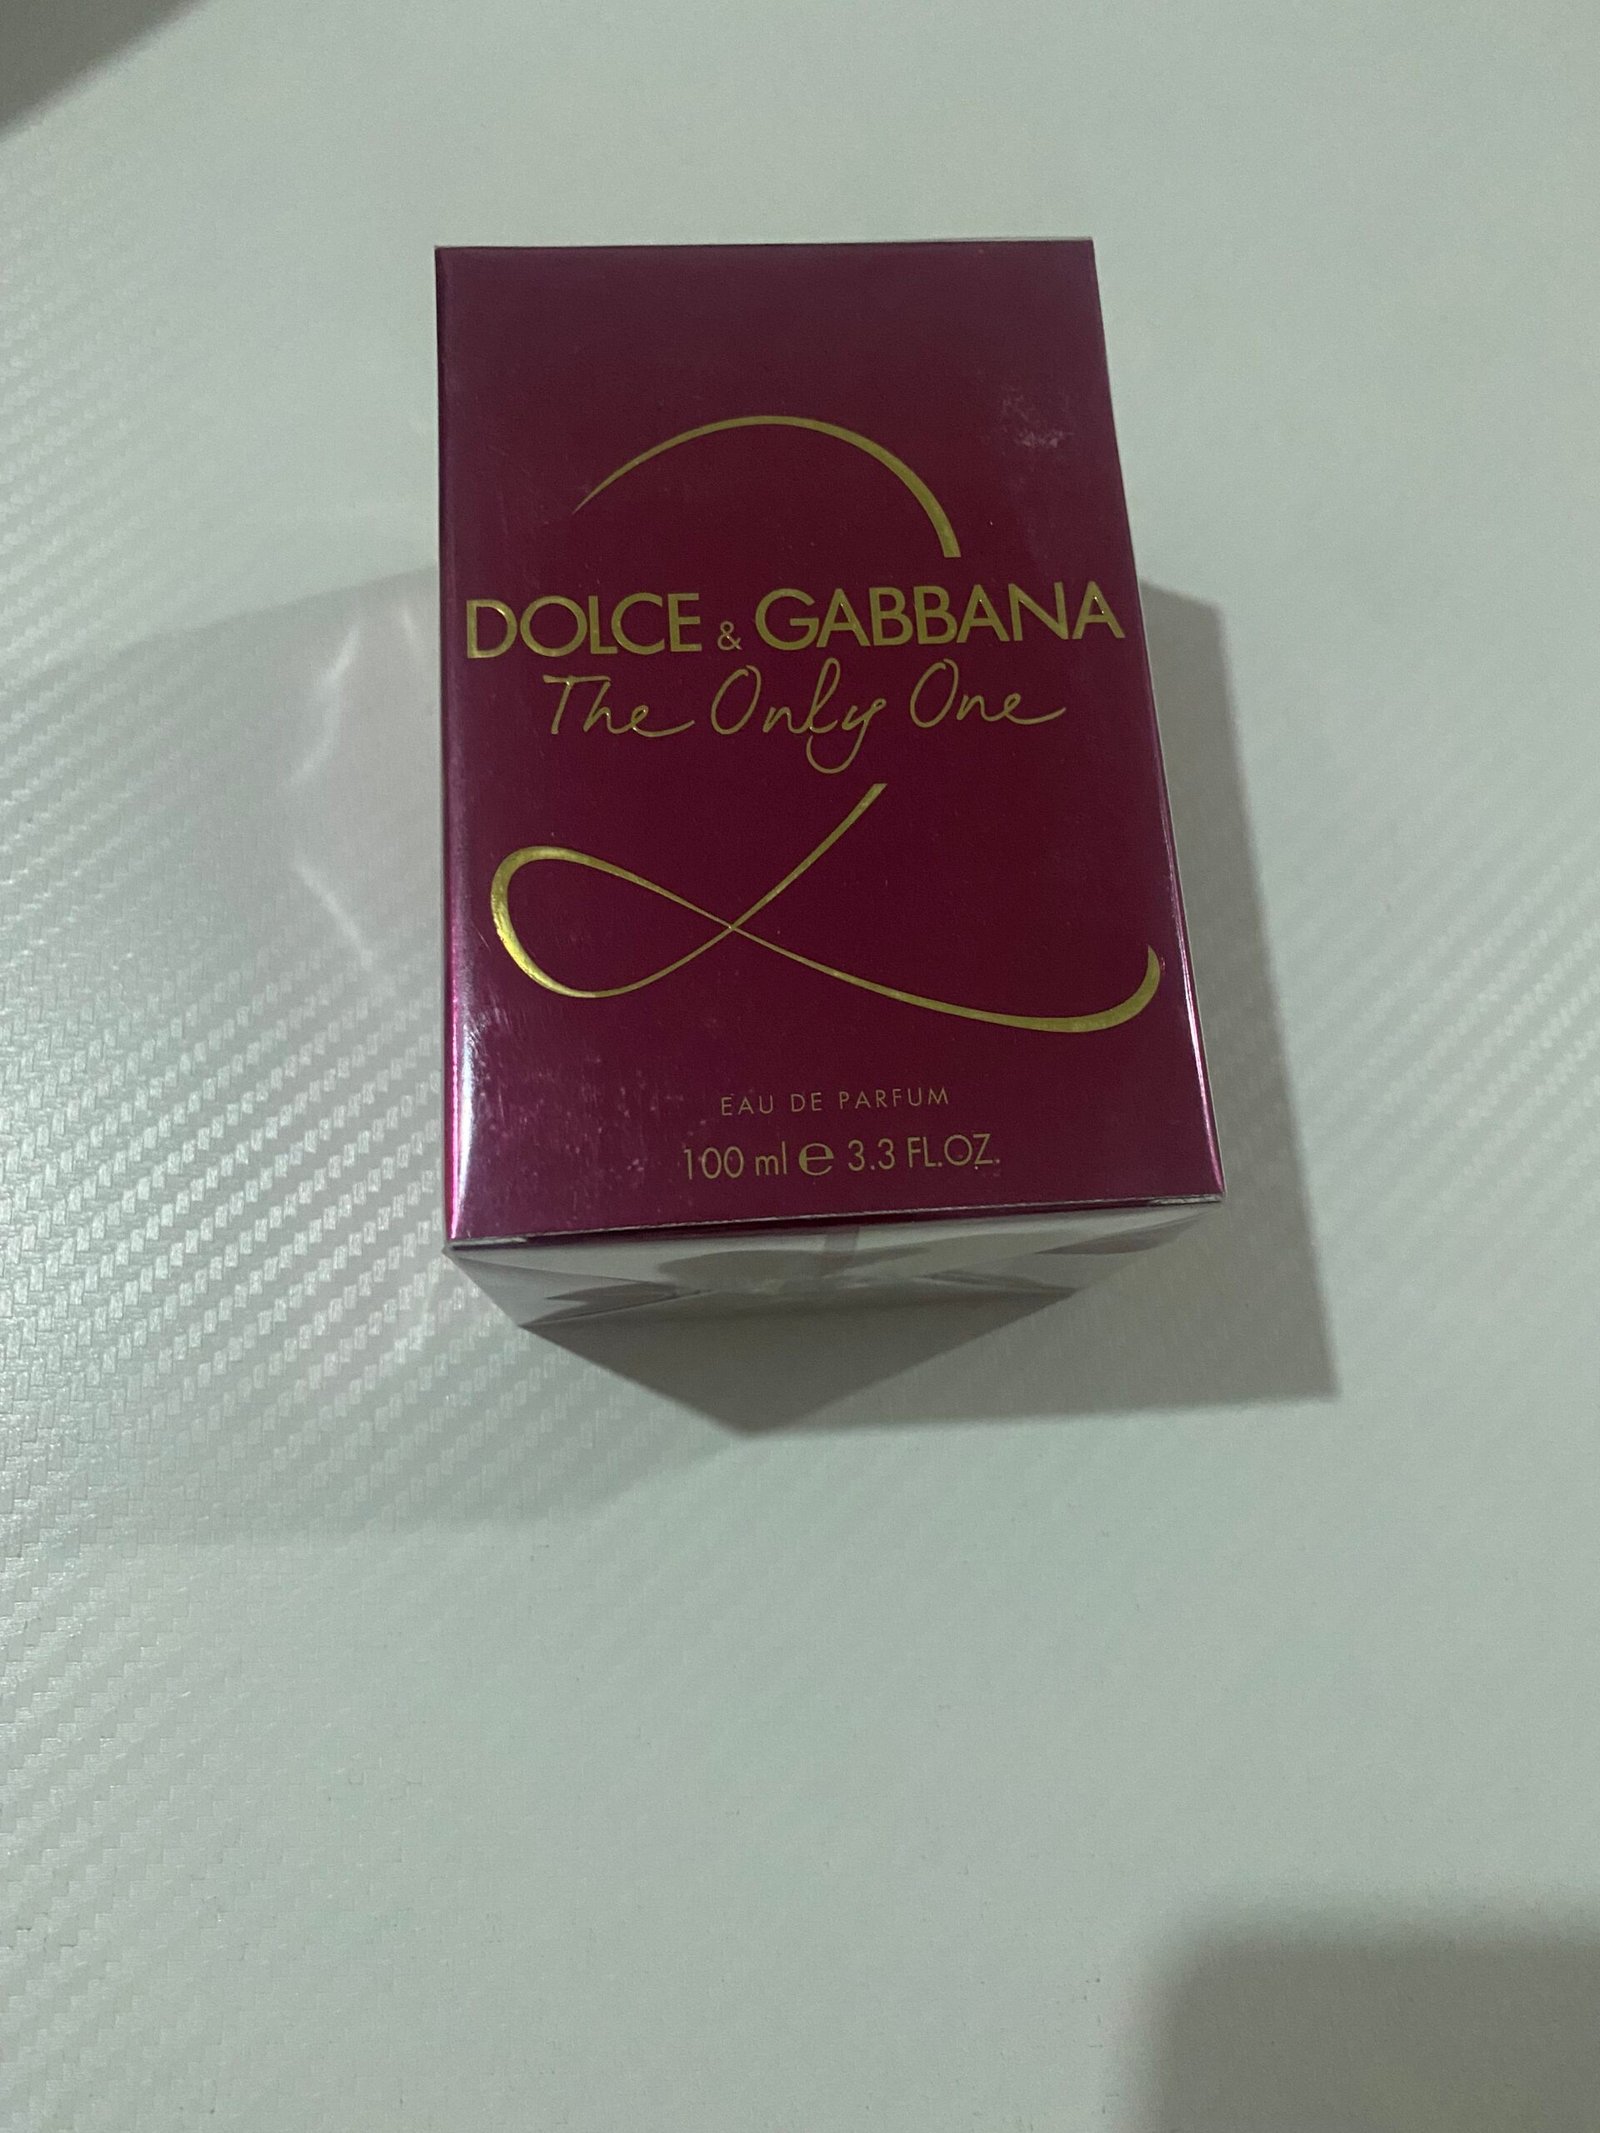 DOLCE & GABBANA
The Only One
EAU DE PARFUM
100 ml ℮ 3.3 FL.OZ.